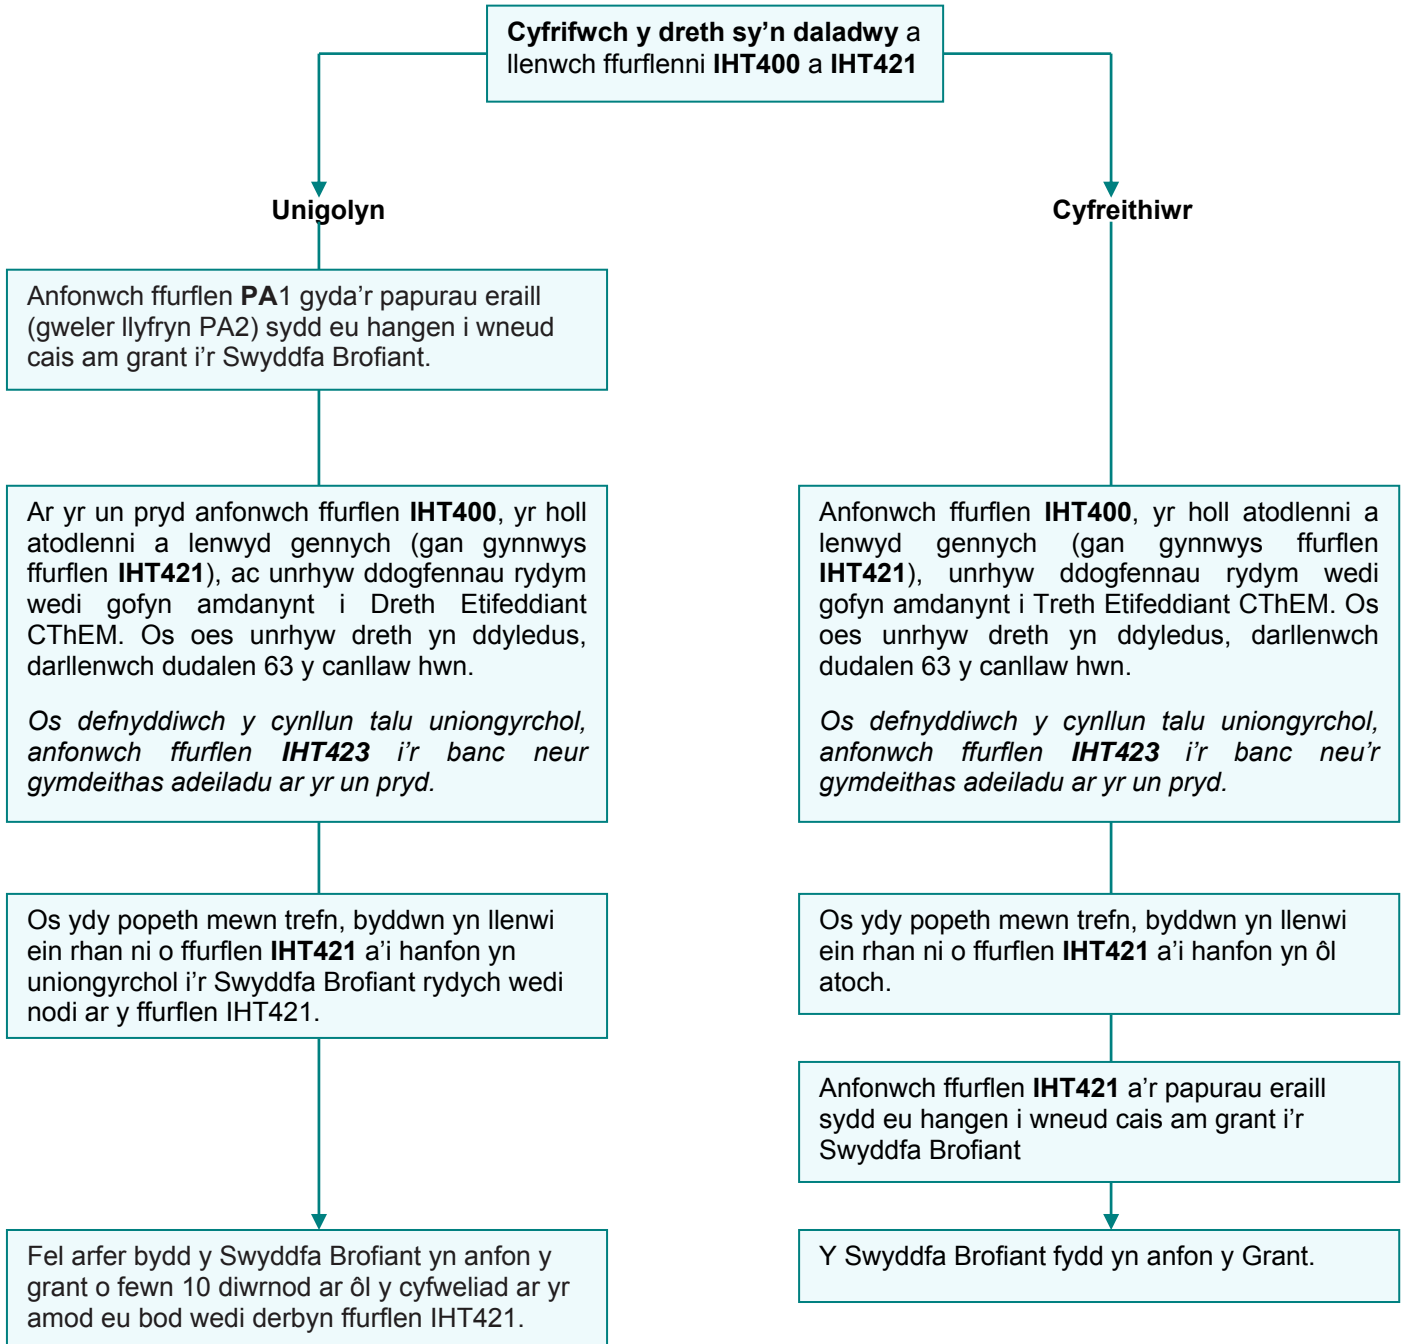 Cyfrifwch y dreth sy’n daladwy a
llenwch ffurflenni IHT400 a IHT421
Unigolyn
Anfonwch ffurflen PA1 gyda’r papurau eraill
(gweler llyfryn PA2) sydd eu hangen i wneud
cais am grant i’r Swyddfa Brofiant.
Ar yr un pryd anfonwch ffurflen IHT400, yr holl
atodlenni a lenwyd gennych (gan gynnwys
ffurflen IHT421), ac unrhyw ddogfennau rydym
wedi gofyn amdanynt i Dreth Etifeddiant
CThEM. Os oes unrhyw dreth yn ddyledus,
darllenwch dudalen 63 y canllaw hwn.
Os defnyddiwch y cynllun talu uniongyrchol,
anfonwch ffurflen IHT423 i’r banc neur
gymdeithas adeiladu ar yr un pryd.
Os ydy popeth mewn trefn, byddwn yn llenwi
ein rhan ni o ffurflen IHT421 a’i hanfon yn
uniongyrchol i’r Swyddfa Brofiant rydych wedi
nodi ar y ffurflen IHT421.
Fel arfer bydd y Swyddfa Brofiant yn anfon y
grant o fewn 10 diwrnod ar ôl y cyfweliad ar yr
amod eu bod wedi derbyn ffurflen IHT421.
Cyfreithiwr
Anfonwch ffurflen IHT400, yr holl atodlenni a
lenwyd gennych (gan gynnwys ffurflen
IHT421), unrhyw ddogfennau rydym wedi
gofyn amdanynt i Treth Etifeddiant CThEM. Os
oes unrhyw dreth yn ddyledus, darllenwch
dudalen 63 y canllaw hwn.
Os defnyddiwch y cynllun talu uniongyrchol,
anfonwch ffurflen IHT423 i’r banc neu’r
gymdeithas adeiladu ar yr un pryd.
Os ydy popeth mewn trefn, byddwn yn llenwi
ein rhan ni o ffurflen IHT421 a’i hanfon yn ôl
atoch.
Anfonwch ffurflen IHT421 a’r papurau eraill
sydd eu hangen i wneud cais am grant i’r
Swyddfa Brofiant
Y Swyddfa Brofiant fydd yn anfon y Grant.